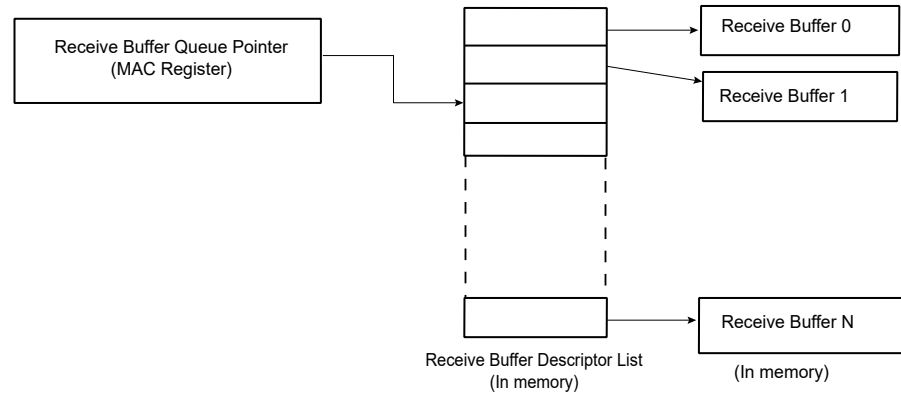 Receive Buffer Queue Pointer
(MAC Register)
Receive Buffer 0
Receive Buffer 1
Receive Buffer N
Receive Buffer Descriptor List
(In memory)
(In memory)